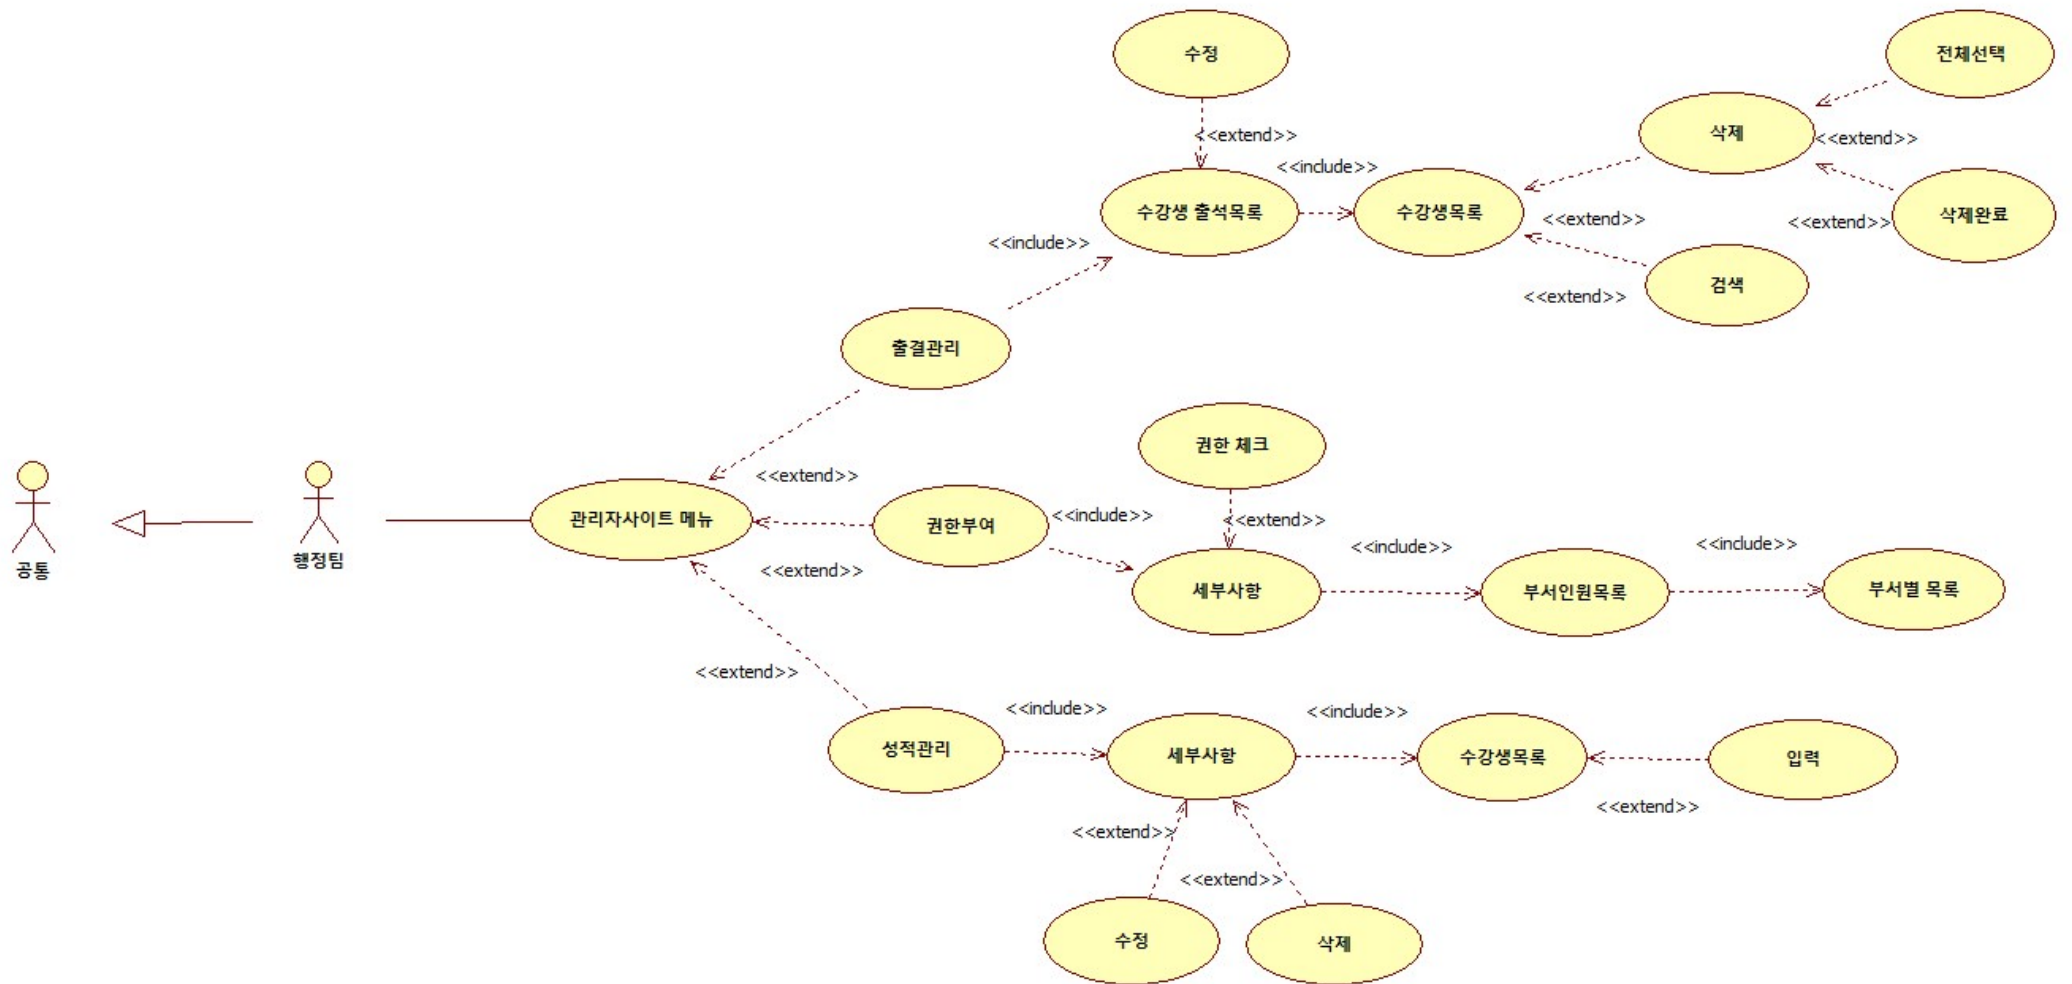 수정
전체선택
삭제
<<extend>>
<<extend>>
<<include>>
수강생 출석목록
수강생목록
<<extend>>
삭제완료
<<extend>>
<<include>>
검색
<<extend>>
출결관리
권한 체크
<<extend>>
관리자사이트 메뉴
권한부여
<<include>>
<<extend>>
<<include>>
<<include>>
공통
행정팀
<<extend>>
세부사항
부서인원목록
부서별 목록
<<extend>>
<<include>>
<<include>>
성적관리
세부사항
수강생목록
입력
<<extend>>
<<extend>>
<<extend>>
수정
삭제